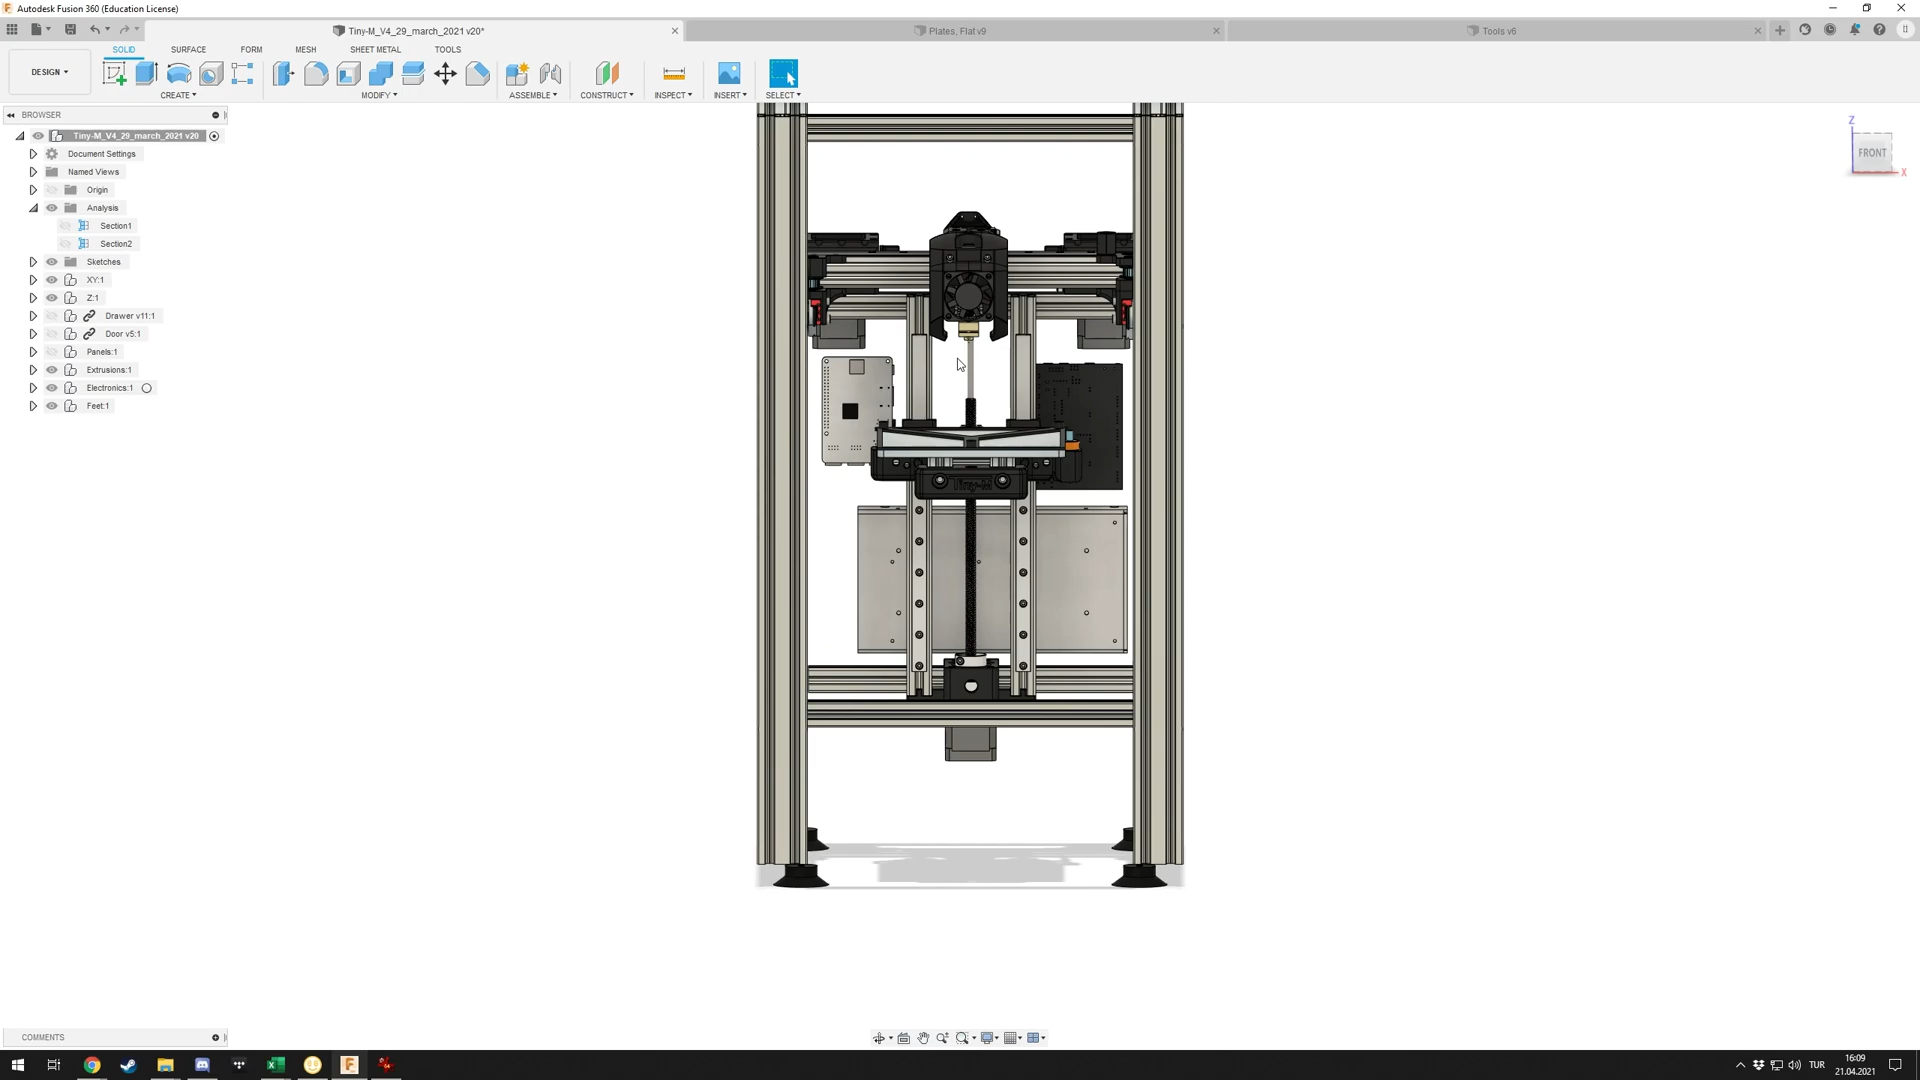 Autodesk Fusion 360 (Education License)
Tiny-M_V4_29_march_2021 v20*
Plates, Flat v9
Tools v6
DESIGN
SOLID
SURFACE
FORM
MESH
SHEET METAL
TOOLS
CREATE
MODIFY
ASSEMBLE
CONSTRUCT
INSPECT
INSERT
SELECT
BROWSER
Tiny-M_V4_29_march_2021 v20
Document Settings
Named Views
Origin
Analysis
Section1
Section2
Sketches
XY:1
Z:1
Drawer v11:1
Door v5:1
Panels:1
Extrusions:1
Electronics:1
Feet:1
Z
FRONT
X
Tiny-M
COMMENTS
TUR
16:09
21.04.2021